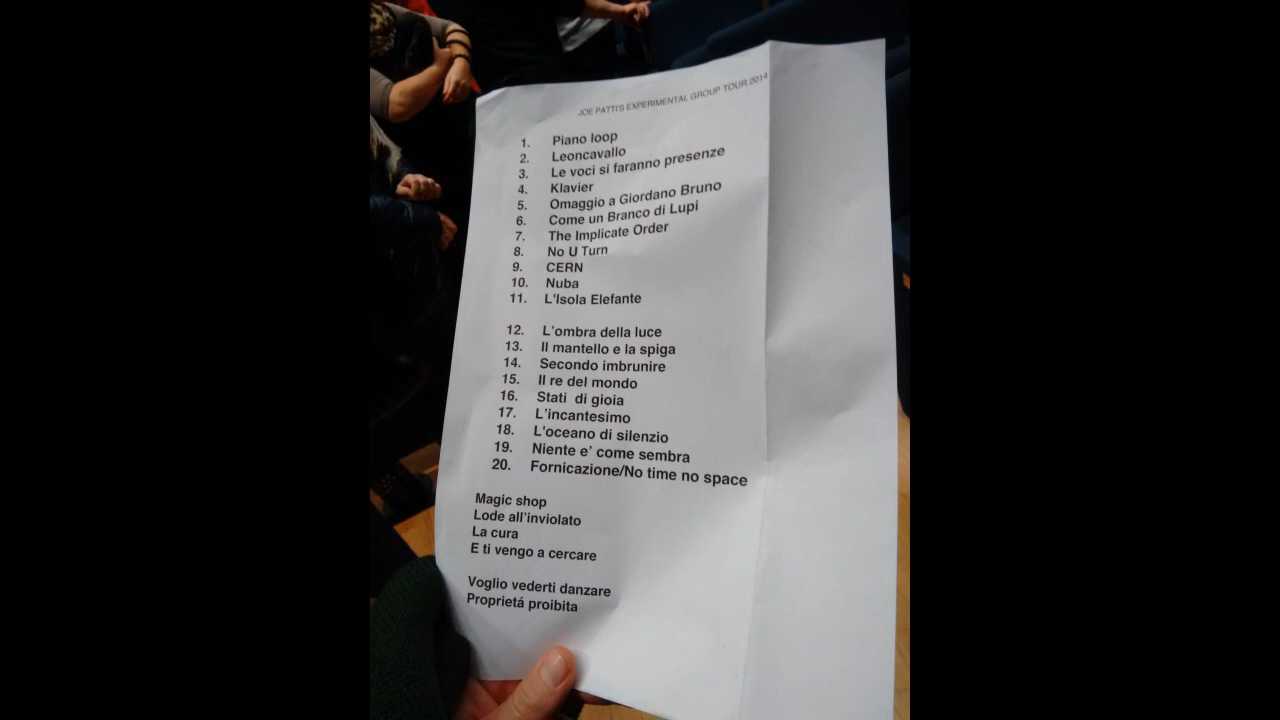 JOE PATTI'S EXPERIMENTAL GROUP TOUR 2014
1. Piano loop
2. Leoncavallo
3. Le voci si faranno presenze
4. Klavier
5. Omaggio a Giordano Bruno
6. Come un Branco di Lupi
7. The Implicate Order
8. No U Turn
9. CERN
10. Nuba
11. L'Isola Elefante
12. L'ombra della luce
13. Il mantello e la spiga
14. Secondo imbrunire
15. Il re del mondo
16. Stati di gioia
17. L'incantesimo
18. L'oceano di silenzio
19. Niente e' come sembra
20. Fornicazione/No time no space
Magic shop
Lode all'inviolato
La cura
E ti vengo a cercare
Voglio vederti danzare
Proprietá proibita